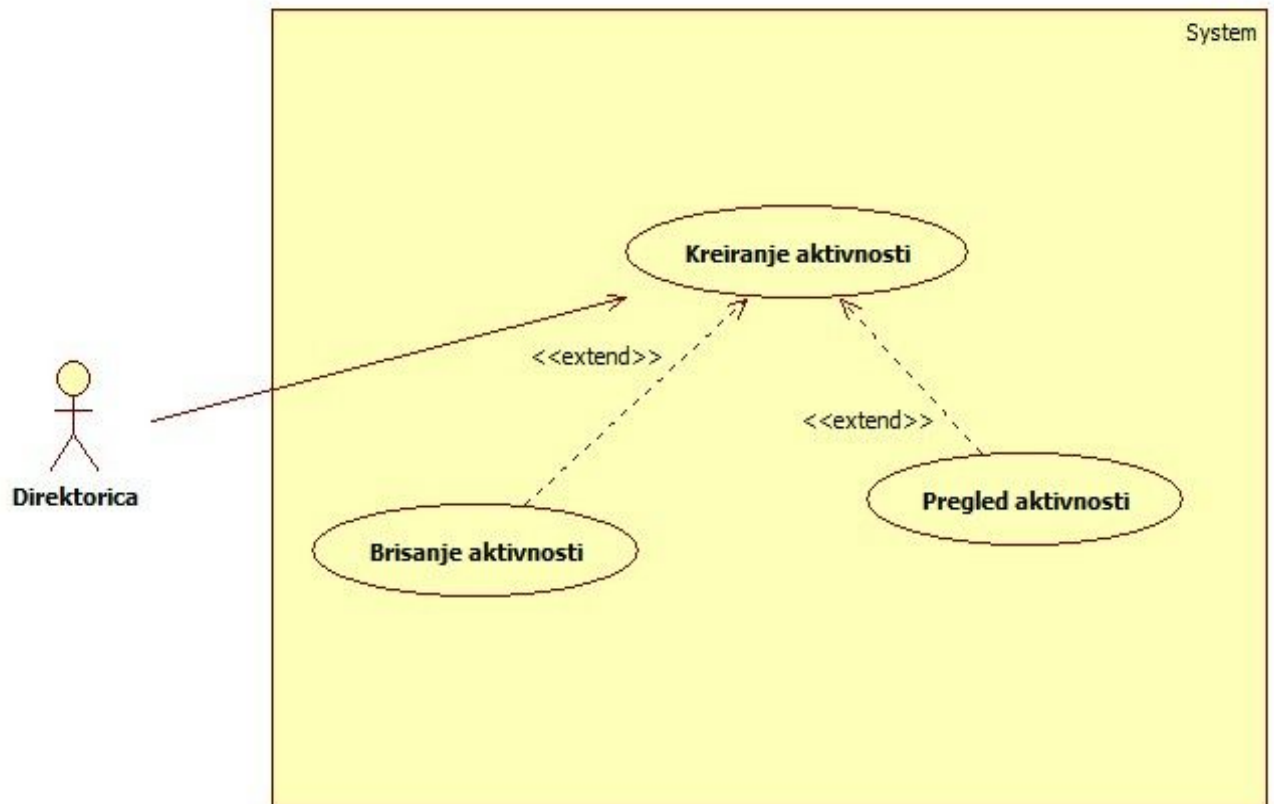 System
Kreiranje aktivnosti
<<extend>>
<<extend>>
Pregled aktivnosti
Direktorica
Brisanje aktivnosti